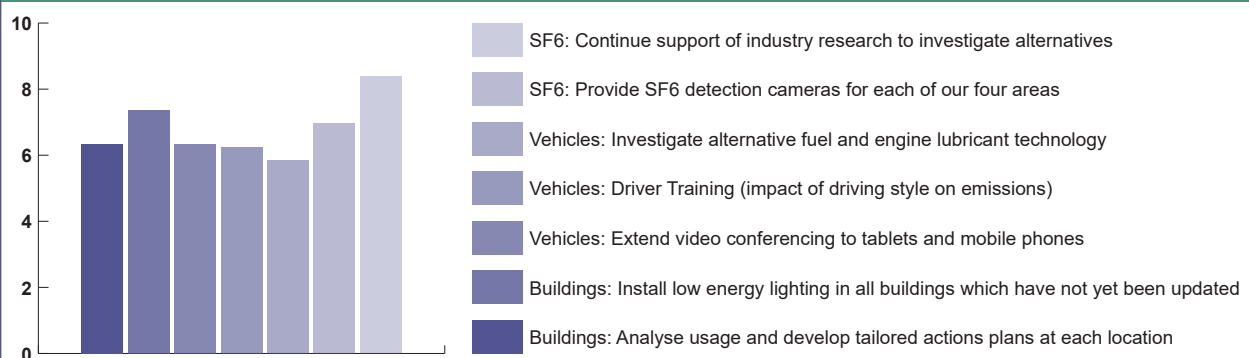 10
8
6
4
2
0
SF6: Continue support of industry research to investigate alternatives
SF6: Provide SF6 detection cameras for each of our four areas
Vehicles: Investigate alternative fuel and engine lubricant technology
Vehicles: Driver Training (impact of driving style on emissions)
Vehicles: Extend video conferencing to tablets and mobile phones
Buildings: Install low energy lighting in all buildings which have not yet been updated
Buildings: Analyse usage and develop tailored actions plans at each location